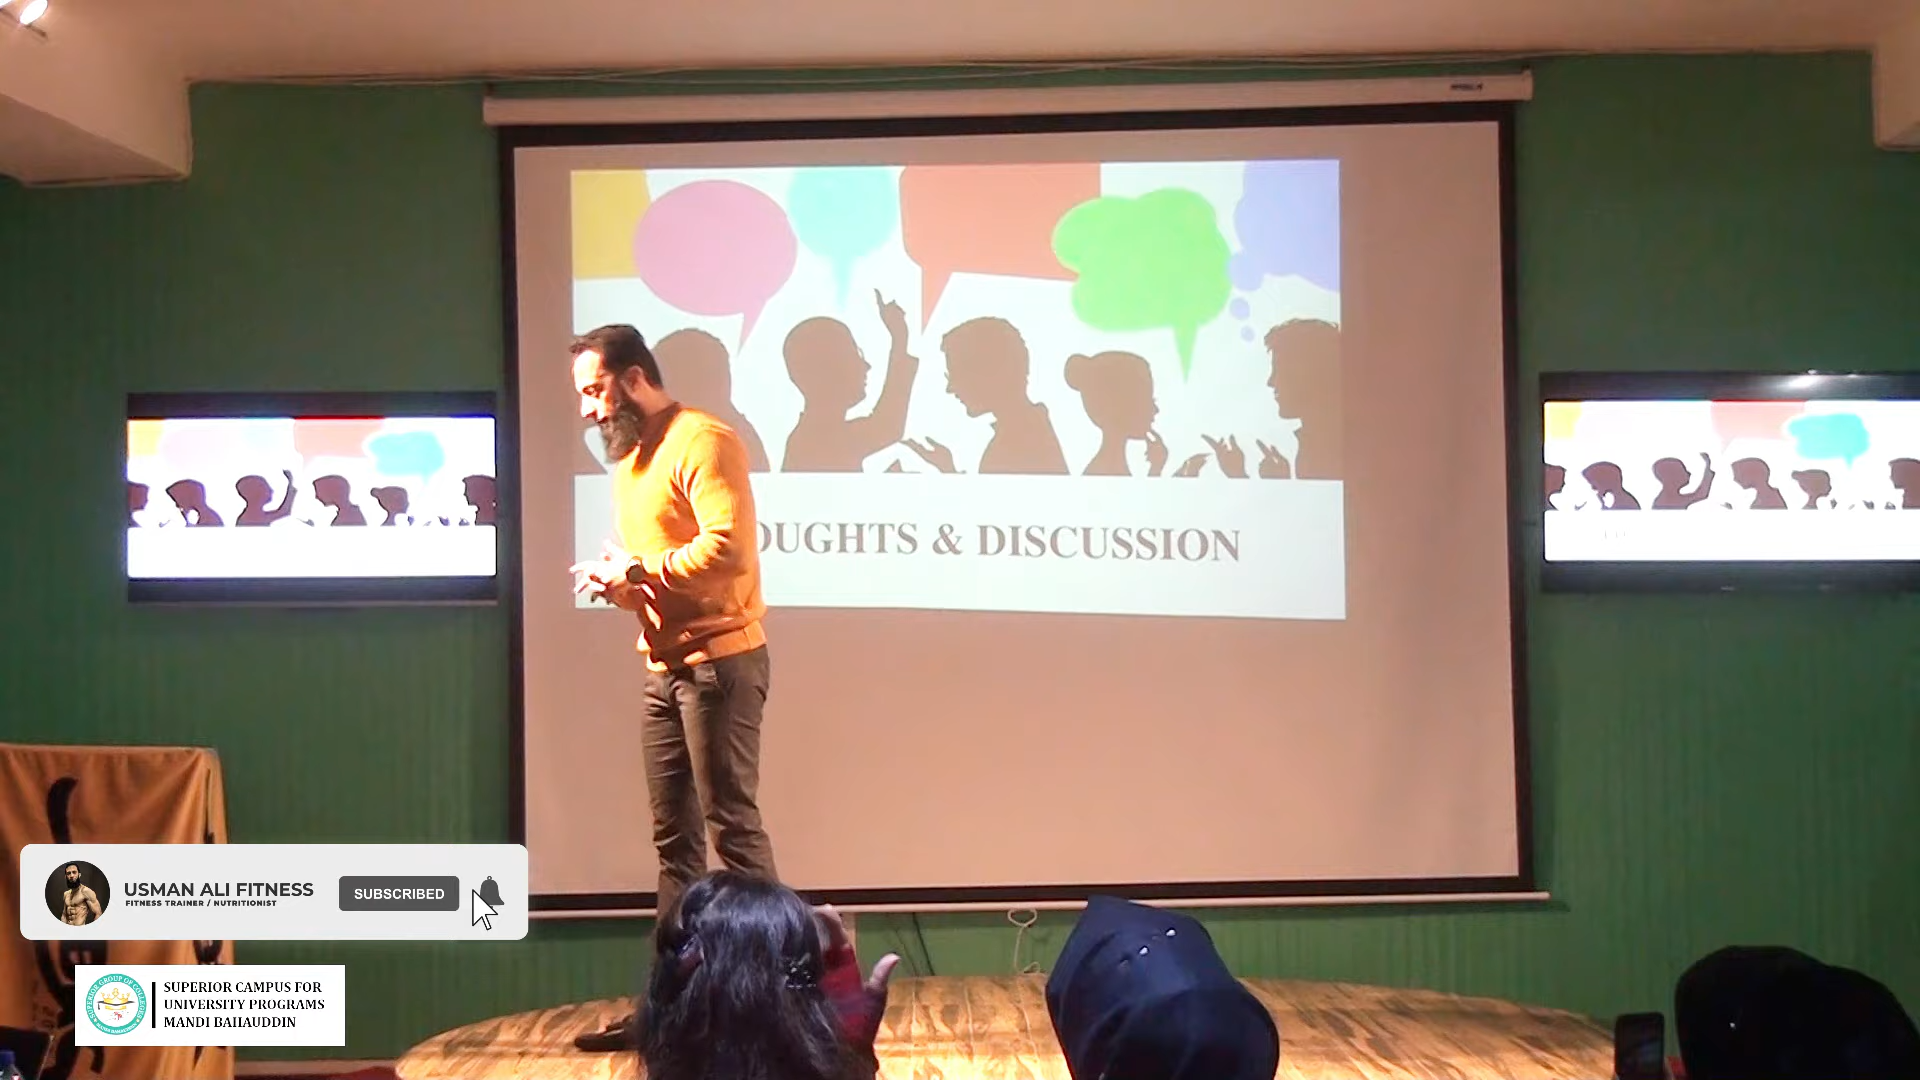 OUGHTS & DISCUSSION
USMAN ALI FITNESS
FITNESS TRAINER / NUTRITIONIST
SUBSCRIBED
SUPERIOR CAMPUS FOR
UNIVERSITY PROGRAMS
MANDI BAHAUDDIN